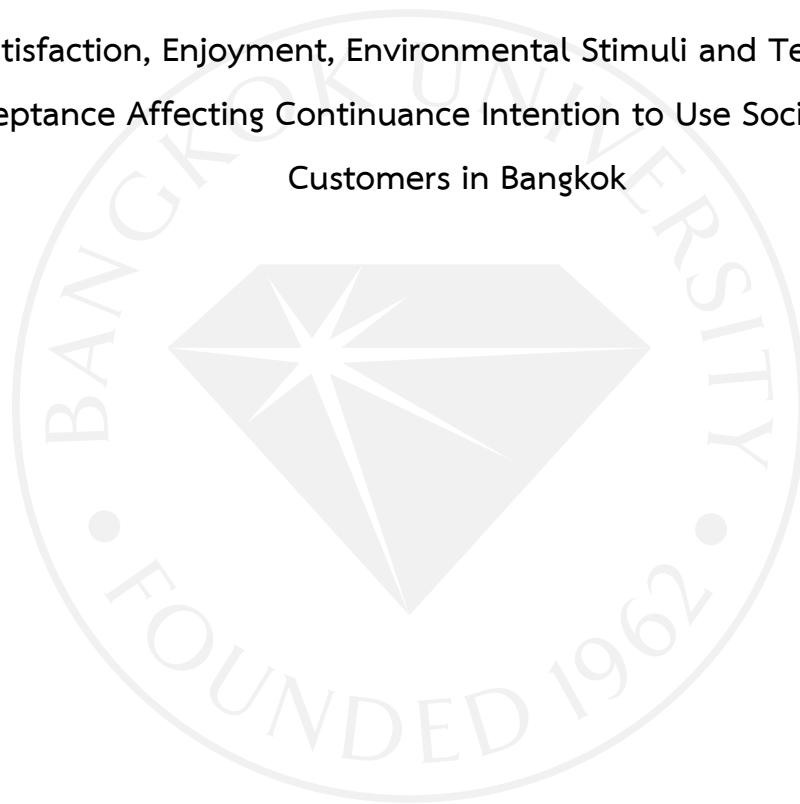 tisfaction, Enjoyment, Environmental Stimuli and Te
eptance Affecting Continuance Intention to Use Soci
Customers in Bangkok
BANGKOK UNIVERSITY
FOUNDED 1962